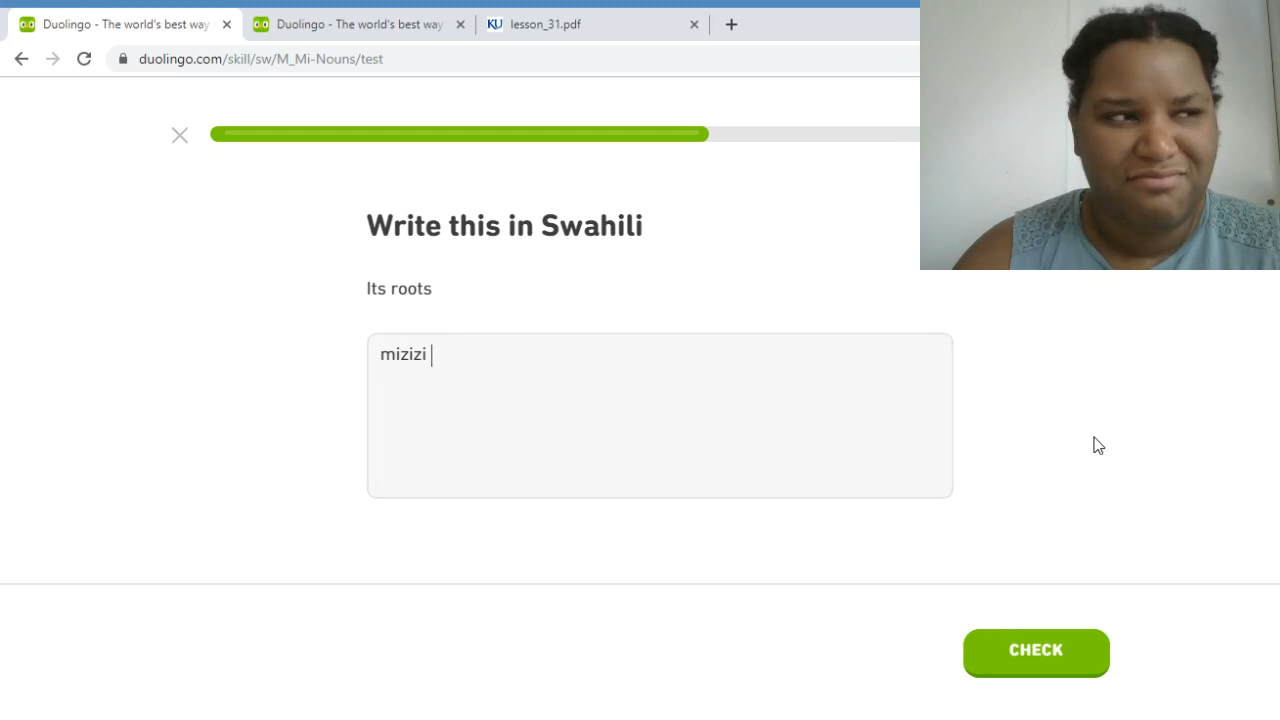 Duolingo - The world's best way
Duolingo - The world's best way
KU lesson_31.pdf
duolingo.com/skill/sw/M_Mi-Nouns/test
Write this in Swahili
Its roots
mizizi
CHECK